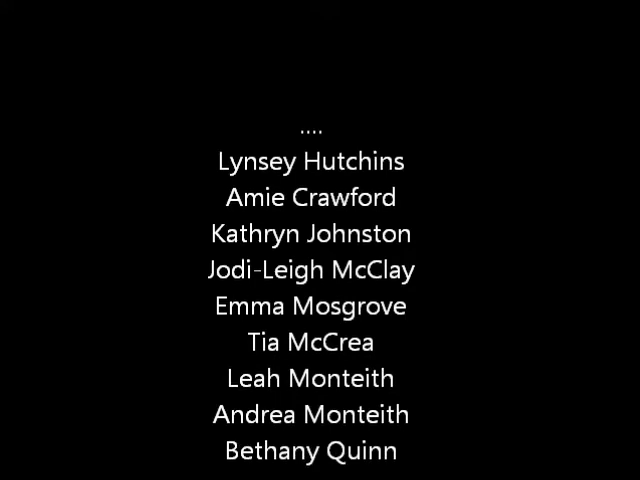 ....
Lynsey Hutchins
Amie Crawford
Kathryn Johnston
Jodi-Leigh McClay
Emma Mosgrove
Tia McCrea
Leah Monteith
Andrea Monteith
Bethany Quinn